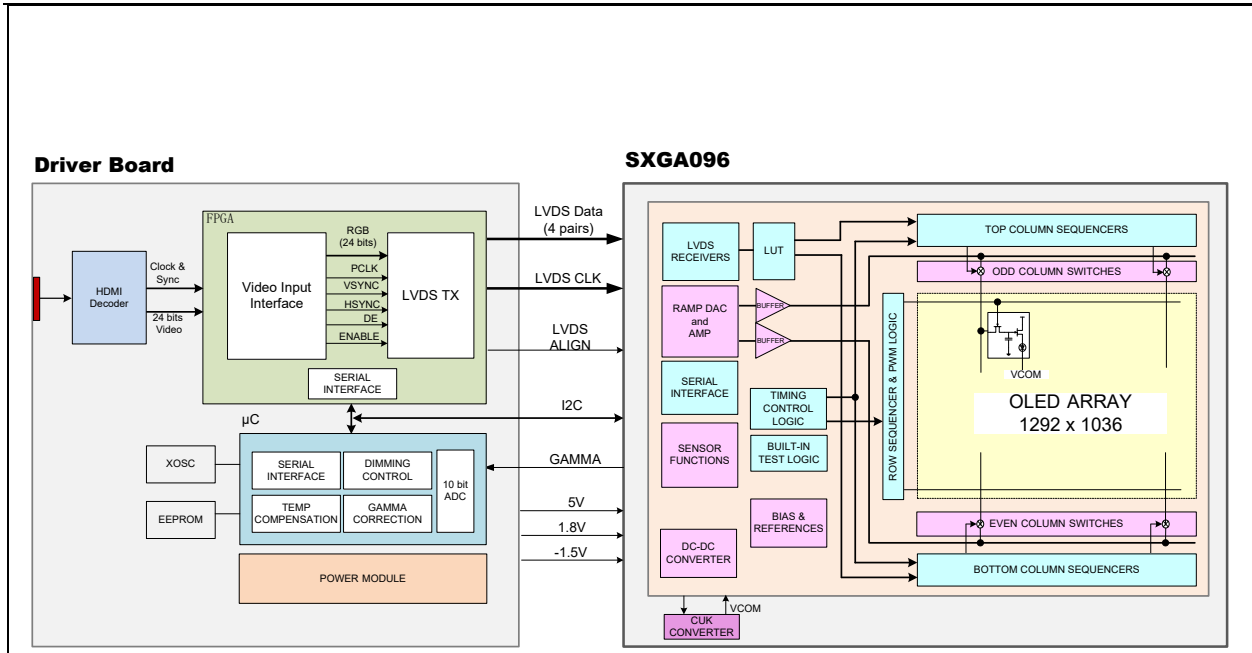 Driver Board
SXGA096
FPGA
HDMI
Decoder
Clock &
Sync
24 bits
Video
Video Input
Interface
RGB
(24 bits)
PCLK
VSYNC
HSYNC
DE
ENABLE
LVDS TX
SERIAL
INTERFACE
µC
XOSC
EEPROM
SERIAL
INTERFACE
DIMMING
CONTROL
TEMP
COMPENSATION
GAMMA
CORRECTION
10 bit
ADC
POWER MODULE
LVDS Data
(4 pairs)
LVDS CLK
LVDS
ALIGN
I2C
GAMMA
5V
1.8V
-1.5V
LVDS
RECEIVERS
LUT
RAMP DAC
and
AMP
BUFFER
BUFFER
SERIAL
INTERFACE
TIMING
CONTROL
LOGIC
SENSOR
FUNCTIONS
BUILT-IN
TEST LOGIC
BIAS &
REFERENCES
DC-DC
CONVERTER
CUK
CONVERTER
VCOM
TOP COLUMN SEQUENCERS
ODD COLUMN SWITCHES
ROW SEQUENCER & PWM LOGIC
VCOM
OLED ARRAY
1292 x 1036
EVEN COLUMN SWITCHES
BOTTOM COLUMN SEQUENCERS